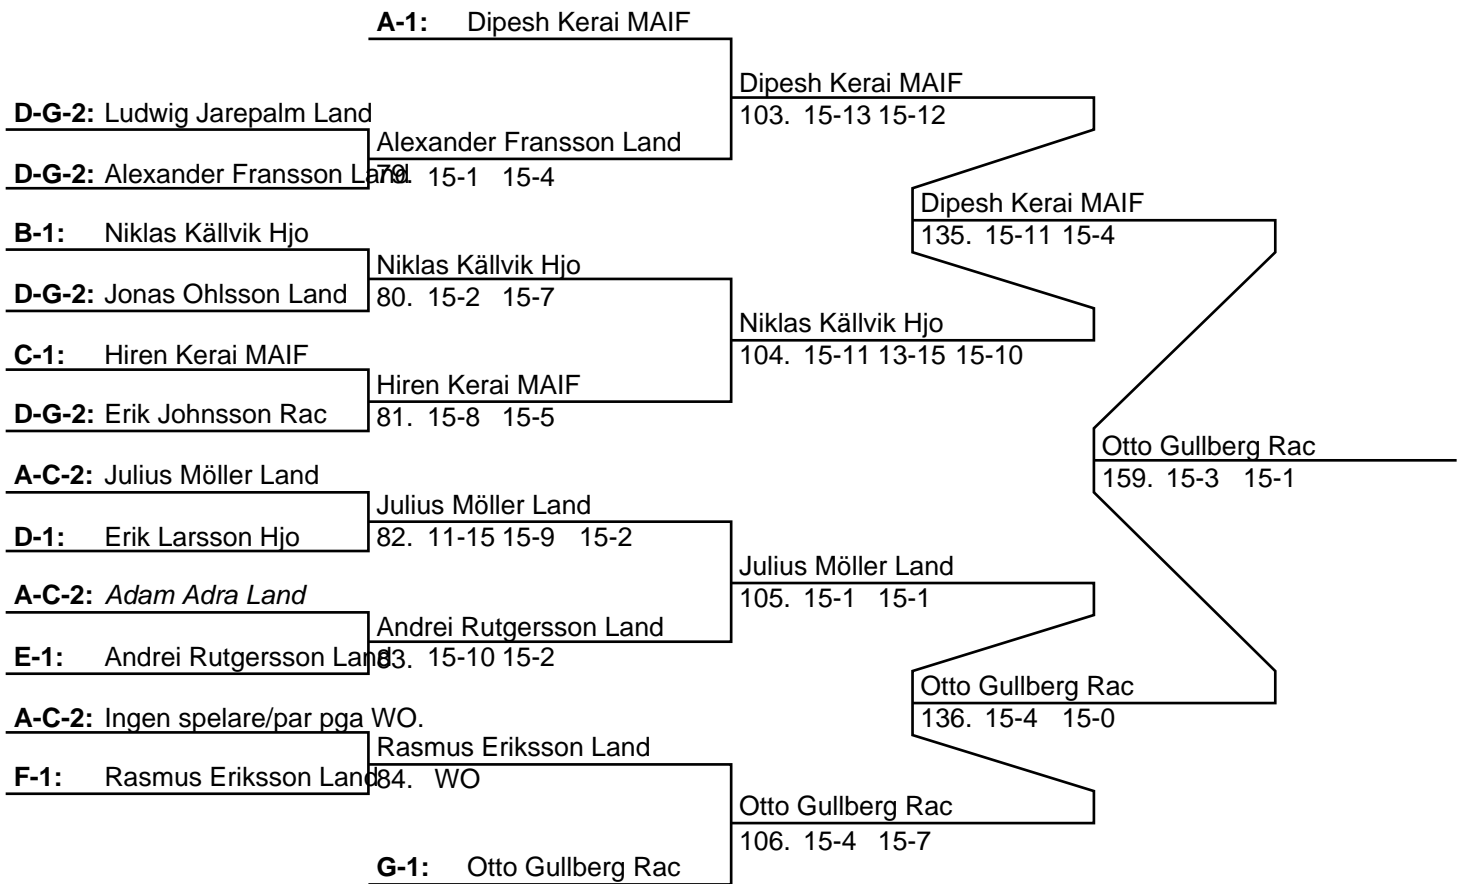 A-1: Dipesh Kerai MAIF
Dipesh Kerai MAIF
103. 15-13 15-12
D-G-2: Ludwig Jarepalm Land
Alexander Fransson Land
D-G-2: Alexander Fransson Land
79. 15-1 15-4
Dipesh Kerai MAIF
135. 15-11 15-4
B-1: Niklas Källvik Hjo
Niklas Källvik Hjo
D-G-2: Jonas Ohlsson Land
80. 15-2 15-7
Niklas Källvik Hjo
104. 15-11 13-15 15-10
C-1: Hiren Kerai MAIF
Hiren Kerai MAIF
D-G-2: Erik Johnsson Rac
81. 15-8 15-5
Otto Gullberg Rac
159. 15-3 15-1
A-C-2: Julius Möller Land
Julius Möller Land
D-1: Erik Larsson Hjo
82. 11-15 15-9 15-2
Julius Möller Land
105. 15-1 15-1
A-C-2: Adam Adra Land
Andrei Rutgersson Land
E-1: Andrei Rutgersson Land
83. 15-10 15-2
Otto Gullberg Rac
136. 15-4 15-0
A-C-2: Ingen spelare/par pga WO.
Rasmus Eriksson Land
F-1: Rasmus Eriksson Land
84. WO
Otto Gullberg Rac
106. 15-4 15-7
G-1: Otto Gullberg Rac